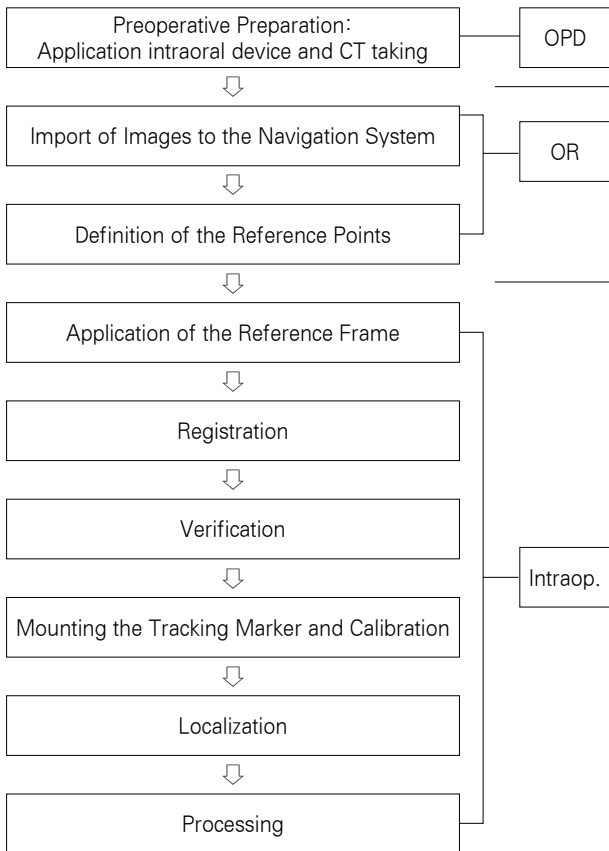 Preoperative Preparation:
Application intraoral device and CT taking
OPD
Import of Images to the Navigation System
OR
Definition of the Reference Points
Application of the Reference Frame
Registration
Verification
Intraop.
Mounting the Tracking Marker and Calibration
Localization
Processing